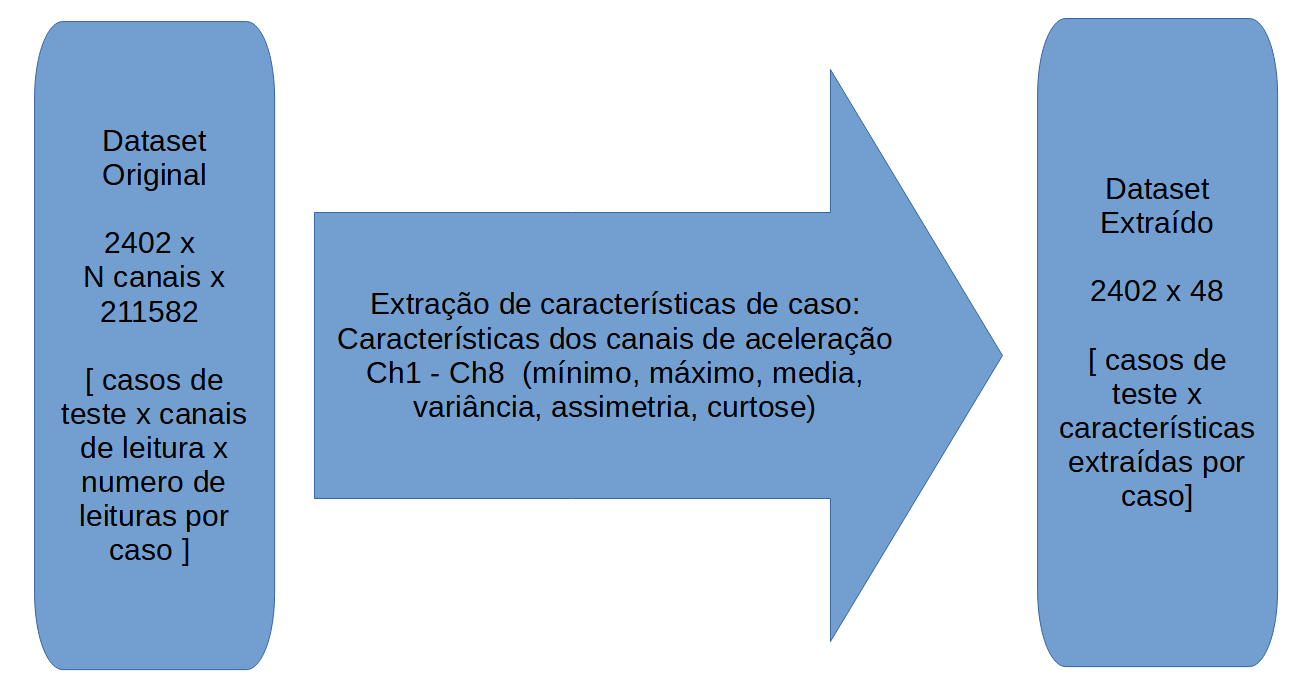 Dataset
Original
2402 x
N canais x
211582
[ casos de
teste x canais
de leitura x
numero de
leituras por
caso ]
Extração de características de caso:
Características dos canais de aceleração
Ch1 - Ch8  (mínimo, máximo, media,
variância, assimetria, curtose)
Dataset
Extraído
2402 x 48
[ casos de
teste x
características
extraídas por
caso]